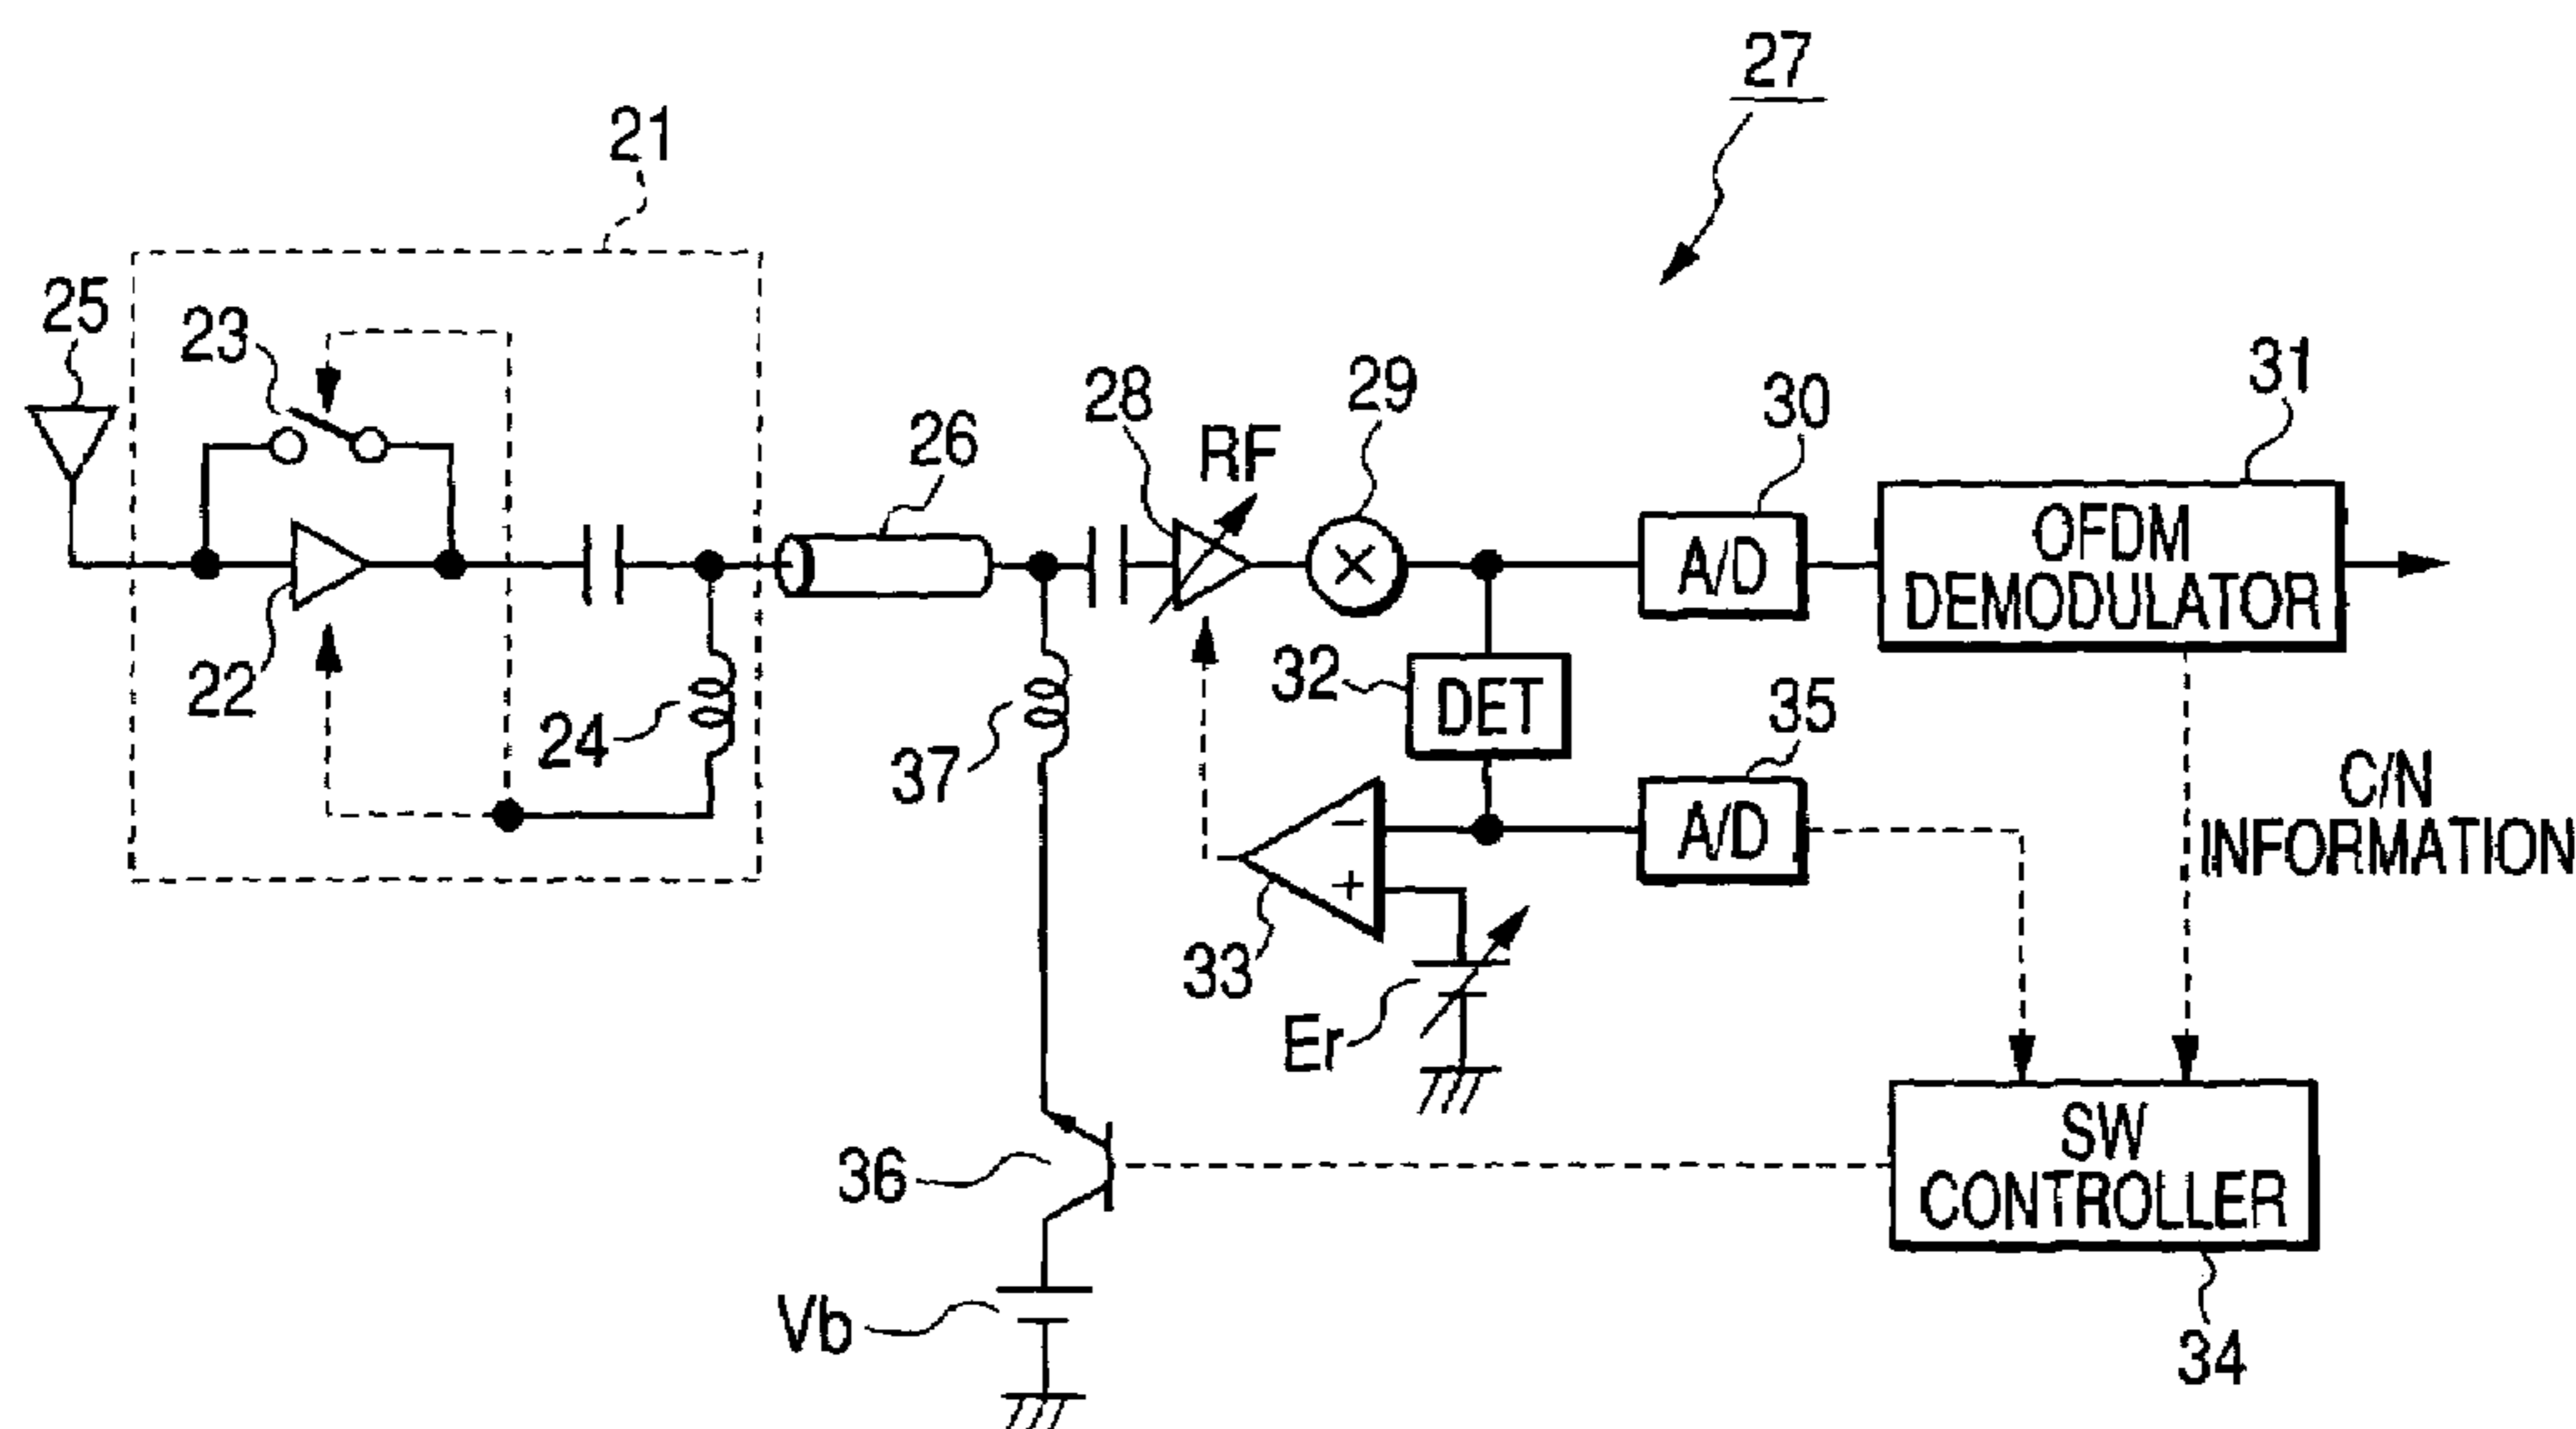 27
21
25
23
22
24
26
28
RF
29
30
A/D
31
OFDM
DEMODULATOR
32
DET
37
35
A/D
C/N
INFORMATION
−
+
33
Er
36
SW
CONTROLLER
34
Vb